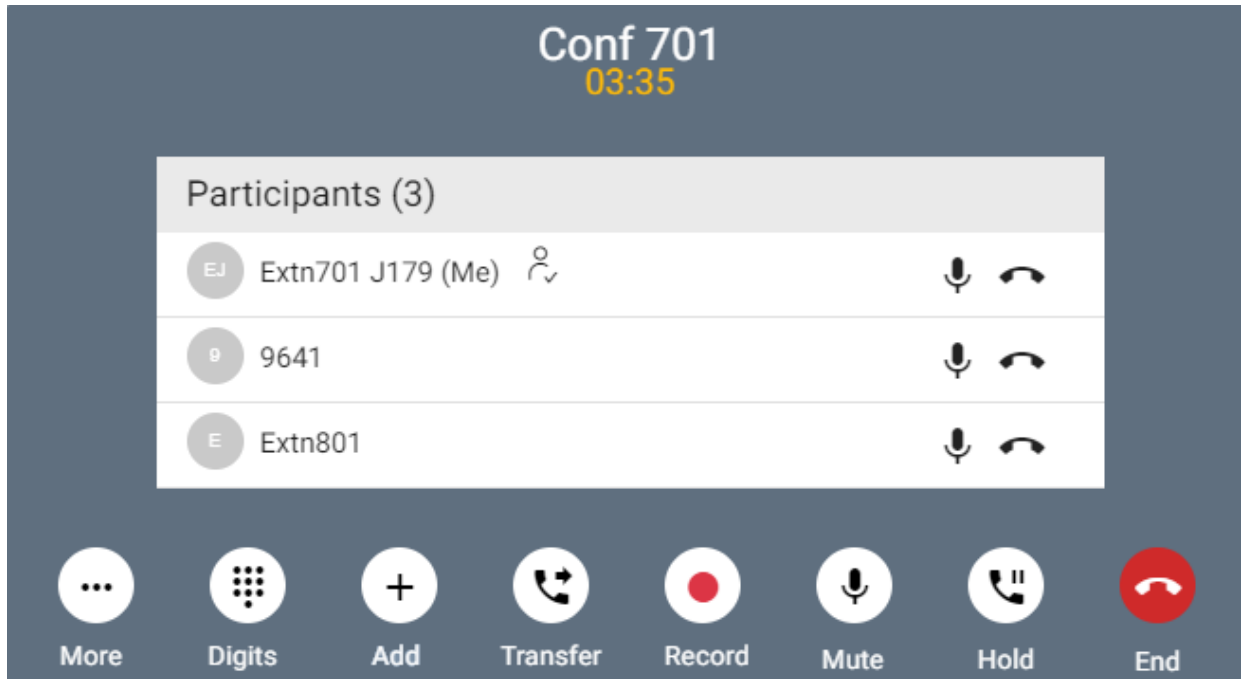 Conf 701
03:35
Participants (3)
EJ Extn701 J179 (Me)
9 9641
E Extn801
More Digits Add Transfer Record Mute Hold End